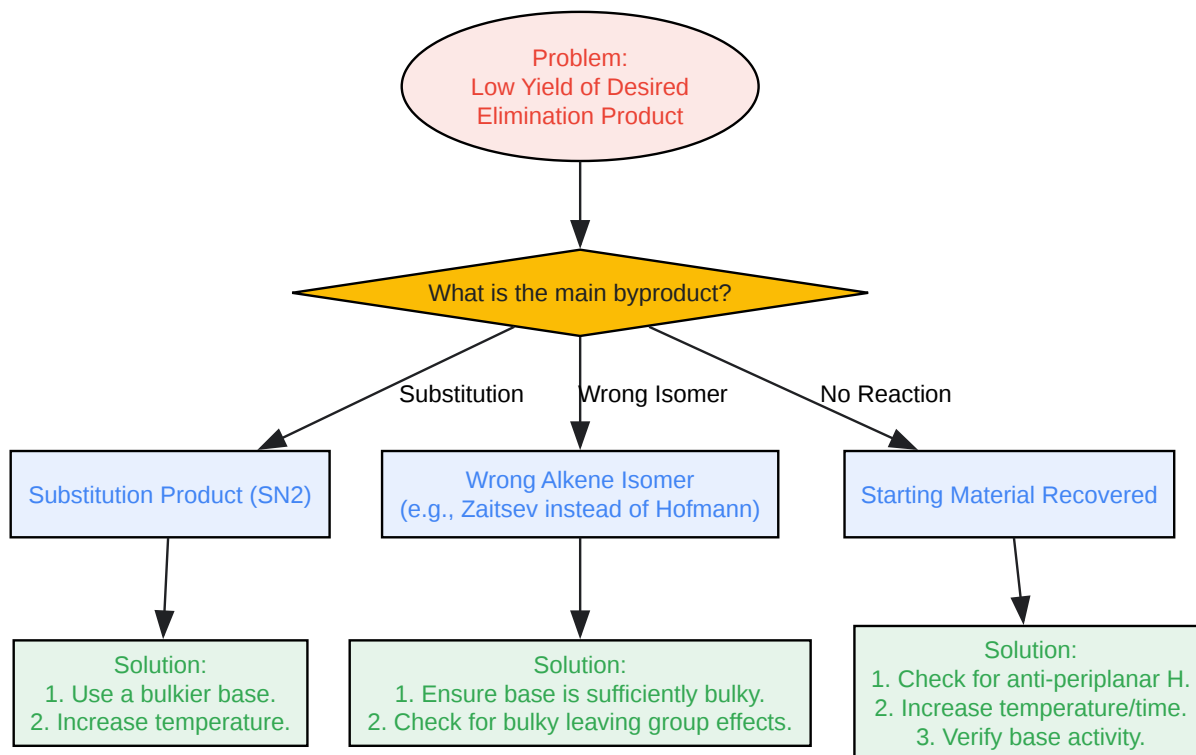 Problem:
Low Yield of Desired
Elimination Product
What is the main byproduct?
Substitution
Wrong Isomer
No Reaction
Substitution Product (SN2)
Wrong Alkene Isomer
(e.g., Zaitsev instead of Hofmann)
Starting Material Recovered
Solution:
1. Use a bulkier base.
2. Increase temperature.
Solution:
1. Ensure base is sufficiently bulky.
2. Check for bulky leaving group effects.
Solution:
1. Check for anti-periplanar H.
2. Increase temperature/time.
3. Verify base activity.